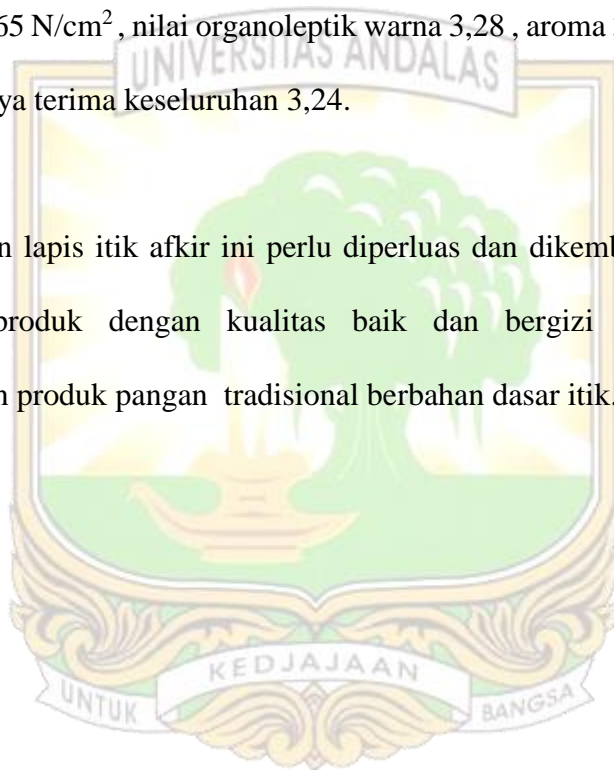 65 N/cm², nilai organoleptik warna 3,28 , aroma
ya terima keseluruhan 3,24.
n lapis itik afkir ini perlu diperluas dan dikemb
produk dengan kualitas baik dan bergizi
n produk pangan tradisional berbahan dasar itik.
UNIVERSITAS ANDALAS
UNTUK KEDJAJAAN BANGSA